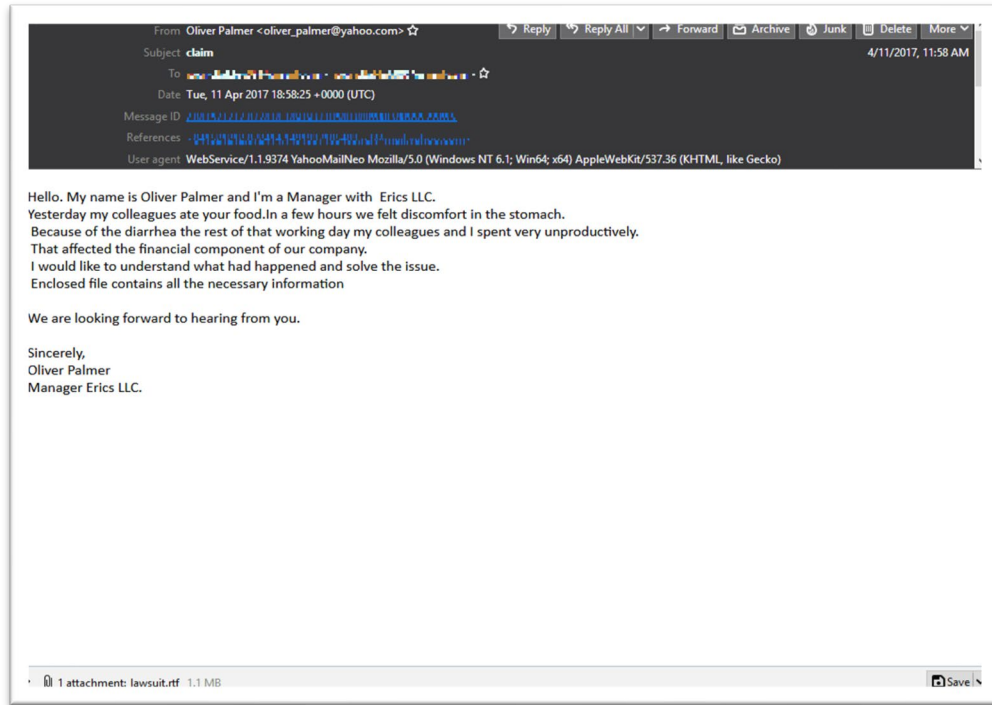 From Oliver Palmer <oliver_palmer@yahoo.com>
Reply Reply All Forward Archive Junk Delete More
Subject claim
4/11/2017, 11:58 AM
To
Date Tue, 11 Apr 2017 18:58:25 +0000 (UTC)
Message ID
References
User agent WebService/1.1.9374 YahooMailNeo Mozilla/5.0 (Windows NT 6.1; Win64; x64) AppleWebKit/537.36 (KHTML, like Gecko)
Hello. My name is Oliver Palmer and I'm a Manager with  Erics LLC.
Yesterday my colleagues ate your food.In a few hours we felt discomfort in the stomach.
Because of the diarrhea the rest of that working day my colleagues and I spent very unproductively.
That affected the financial component of our company.
I would like to understand what had happened and solve the issue.
Enclosed file contains all the necessary information
We are looking forward to hearing from you.
Sincerely,
Oliver Palmer
Manager Erics LLC.
1 attachment: lawsuit.rtf 1.1 MB
Save